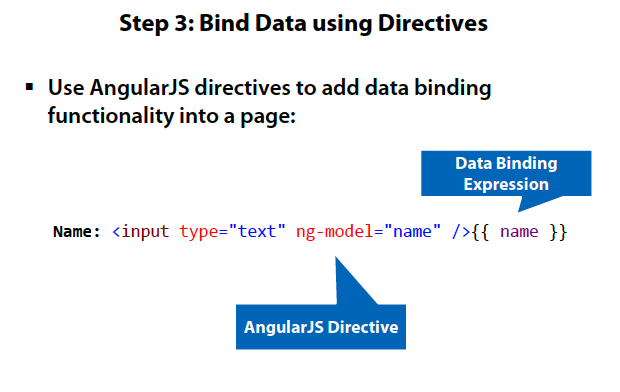 Step 3: Bind Data using Directives
▪ Use AngularJS directives to add data binding
functionality into a page:
Data Binding
Expression
Name: <input type="text" ng-model="name" />{{ name }}
AngularJS Directive